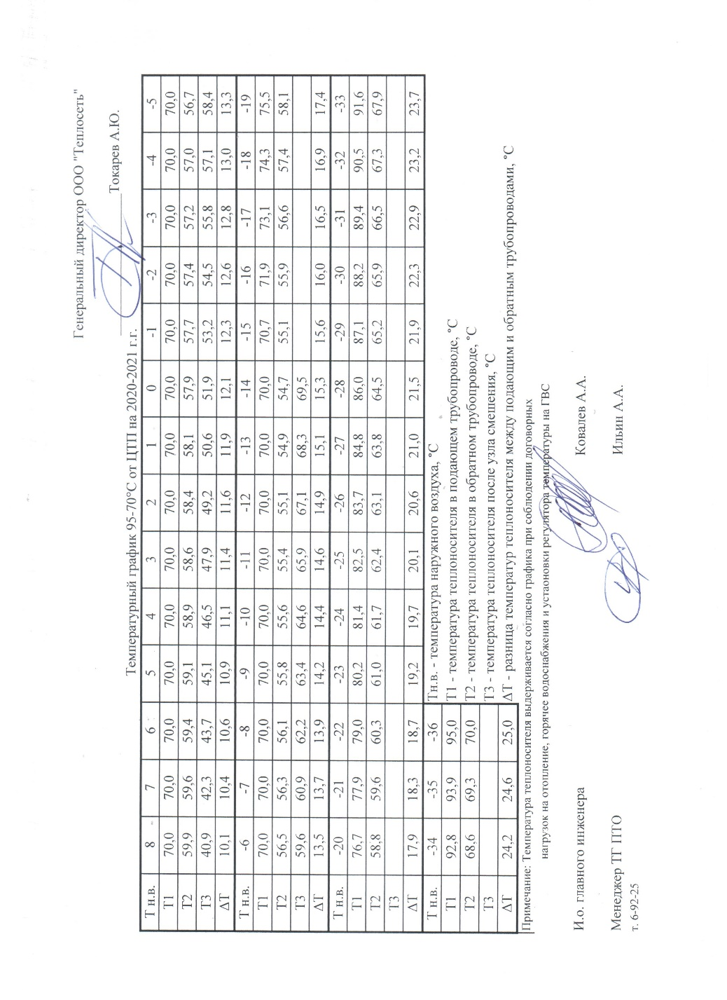 Генеральный директор ООО "Теплосеть"
Токарев А.Ю.
Температурный график 95-70°С от ЦТП на 2020-2021 г.г.
Т н.в. 8 7 6 5 4 3 2 1 0 -1 -2 -3 -4 -5
Т1 70,0 70,0 70,0 70,0 70,0 70,0 70,0 70,0 70,0 70,0 70,0 70,0 70,0 70,0
Т2 59,9 59,6 59,4 59,1 58,9 58,6 58,4 58,1 57,9 57,7 57,4 57,2 57,0 56,7
Т3 40,9 42,3 43,7 45,1 46,5 47,9 49,2 50,6 51,9 53,2 54,5 55,8 57,1 58,4
ΔТ 10,1 10,4 10,6 10,9 11,1 11,4 11,6 11,9 12,1 12,3 12,6 12,8 13,0 13,3
Т н.в. -6 -7 -8 -9 -10 -11 -12 -13 -14 -15 -16 -17 -18 -19
Т1 70,0 70,0 70,0 70,0 70,0 70,0 70,0 70,0 70,0 70,7 71,9 73,1 74,3 75,5
Т2 56,5 56,3 56,1 55,8 55,6 55,4 55,1 54,9 54,7 55,1 55,9 56,6 57,4 58,1
Т3 59,6 60,9 62,2 63,4 64,6 65,9 67,1 68,3 69,5
ΔТ 13,5 13,7 13,9 14,2 14,4 14,6 14,9 15,1 15,3 15,6 16,0 16,5 16,9 17,4
Т н.в. -20 -21 -22 -23 -24 -25 -26 -27 -28 -29 -30 -31 -32 -33
Т1 76,7 77,9 79,0 80,2 81,4 82,5 83,7 84,8 86,0 87,1 88,2 89,4 90,5 91,6
Т2 58,8 59,6 60,3 61,0 61,7 62,4 63,1 63,8 64,5 65,2 65,9 66,5 67,3 67,9
Т3
ΔТ 17,9 18,3 18,7 19,2 19,7 20,1 20,6 21,0 21,5 21,9 22,3 22,9 23,2 23,7
Т н.в. -34 -35 -36 Тн.в. - температура наружного воздуха, °С
Т1 92,8 93,9 95,0 Т1 - температура теплоносителя в подающем трубопроводе, °С
Т2 68,6 69,3 70,0 Т2 - температура теплоносителя в обратном трубопроводе, °С
Т3 Т3 - температура теплоносителя после узла смешения, °С
ΔТ 24,2 24,6 25,0 ΔТ - разница температур теплоносителя между подающим и обратным трубопроводами, °С
Примечание: Температура теплоносителя выдерживается согласно графика при соблюдении договорных
нагрузок на отопление, горячее водоснабжения и устаоновки регулятора температуры на ГВС
И.о. главного инженера Ковалев А.А.
Менеджер ТГ ПТО Ильин А.А.
т. 6-92-25